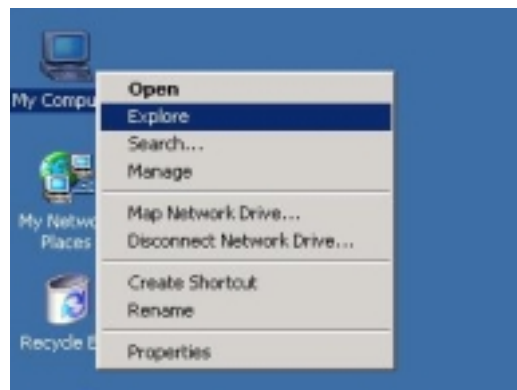 My Compu
Open
Explore
Search...
Manage
My Netwo
Places
Map Network Drive...
Disconnect Network Drive...
Create Shortcut
Rename
Recycle B
Properties